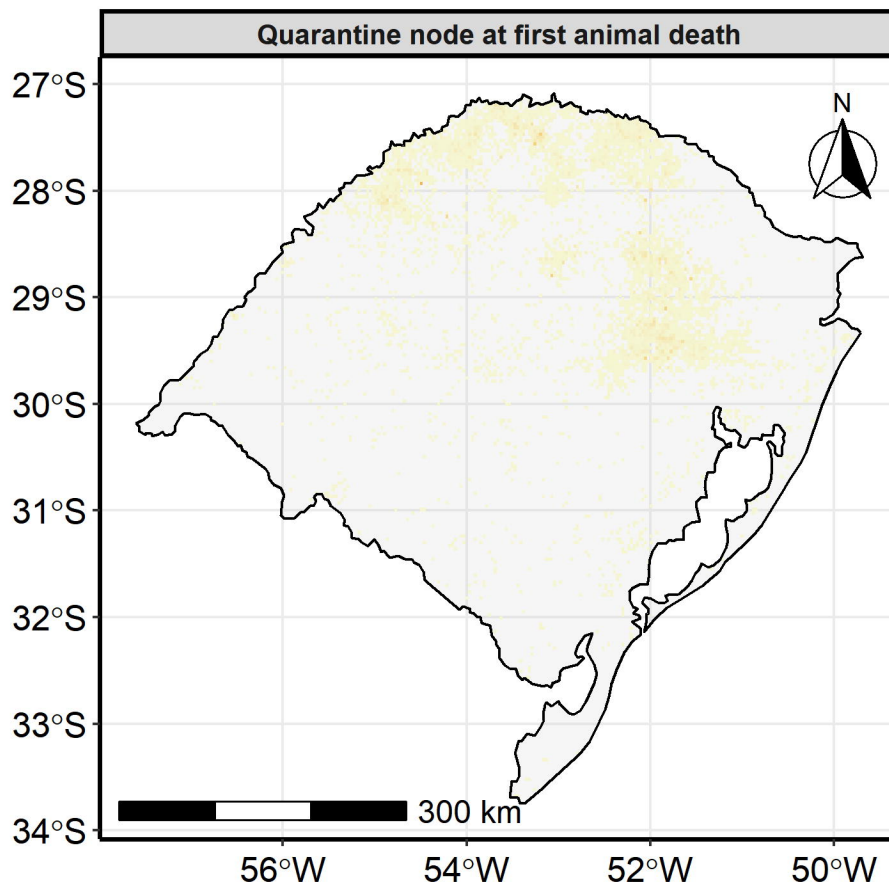 Quarantine node at first animal death
27°S
N
28°S
29°S
30°S
31°S
32°S
33°S
300 km
34°S
56°W 54°W 52°W 50°W